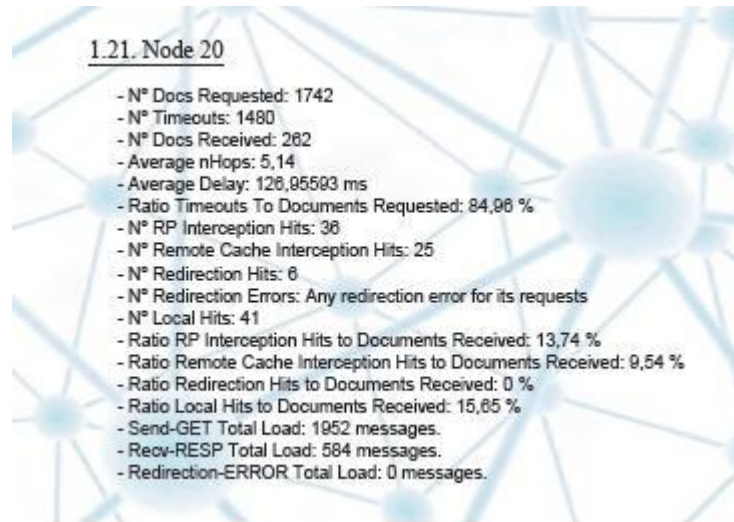 1.21. Node 20
- Nº Docs Requested: 1742
- Nº Timeouts: 1480
- Nº Docs Received: 262
- Average nHops: 5,14
- Average Delay: 126,95593 ms
- Ratio Timeouts To Documents Requested: 84,96 %
- Nº RP Interception Hits: 36
- Nº Remote Cache Interception Hits: 25
- Nº Redirection Hits: 6
- Nº Redirection Errors: Any redirection error for its requests
- Nº Local Hits: 41
- Ratio RP Interception Hits to Documents Received: 13,74 %
- Ratio Remote Cache Interception Hits to Documents Received: 9,54 %
- Ratio Redirection Hits to Documents Received: 0 %
- Ratio Local Hits to Documents Received: 15,65 %
- Send-GET Total Load: 1952 messages.
- Recv-RESP Total Load: 584 messages.
- Redirection-ERROR Total Load: 0 messages.